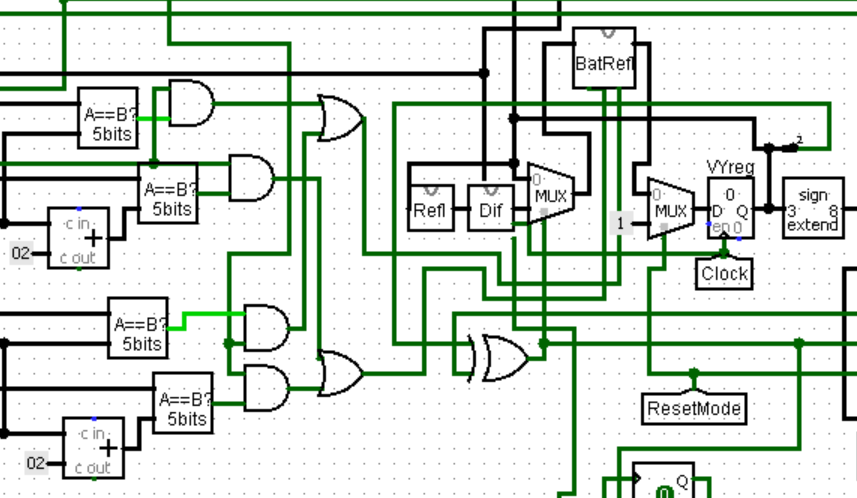 BatRefl
2
A==B?
5bits
VYreg
A==B?
5bits
0
MUX
0
MUX
0
D Q
en 0
sign
3 8
extend
Refl
Dif
1
c in
+
c out
02
Clock
A==B?
5bits
A==B?
5bits
ResetMode
c in
+
c out
02
Q
0